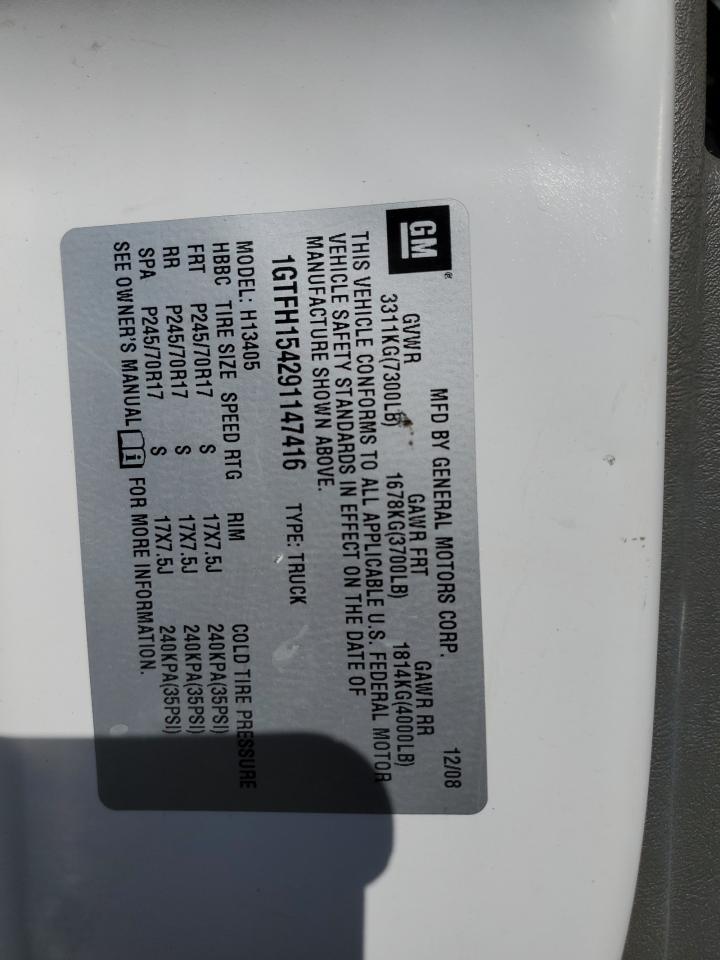 GM®
MFD BY GENERAL MOTORS CORP. 12/08
GVWR GAWR FRT GAWR RR
3311KG(7300LB) 1678KG(3700LB) 1814KG(4000LB)
THIS VEHICLE CONFORMS TO ALL APPLICABLE U.S. FEDERAL MOTOR
VEHICLE SAFETY STANDARDS IN EFFECT ON THE DATE OF
MANUFACTURE SHOWN ABOVE.
1GTFH154291147416 TYPE: TRUCK
MODEL: H13405
HBBC TIRE SIZE SPEED RTG RIM COLD TIRE PRESSURE
FRT P245/70R17 S 17X7.5J 240KPA(35PSI)
RR P245/70R17 S 17X7.5J 240KPA(35PSI)
SPA P245/70R17 S 17X7.5J 240KPA(35PSI)
SEE OWNER'S MANUAL i FOR MORE INFORMATION.